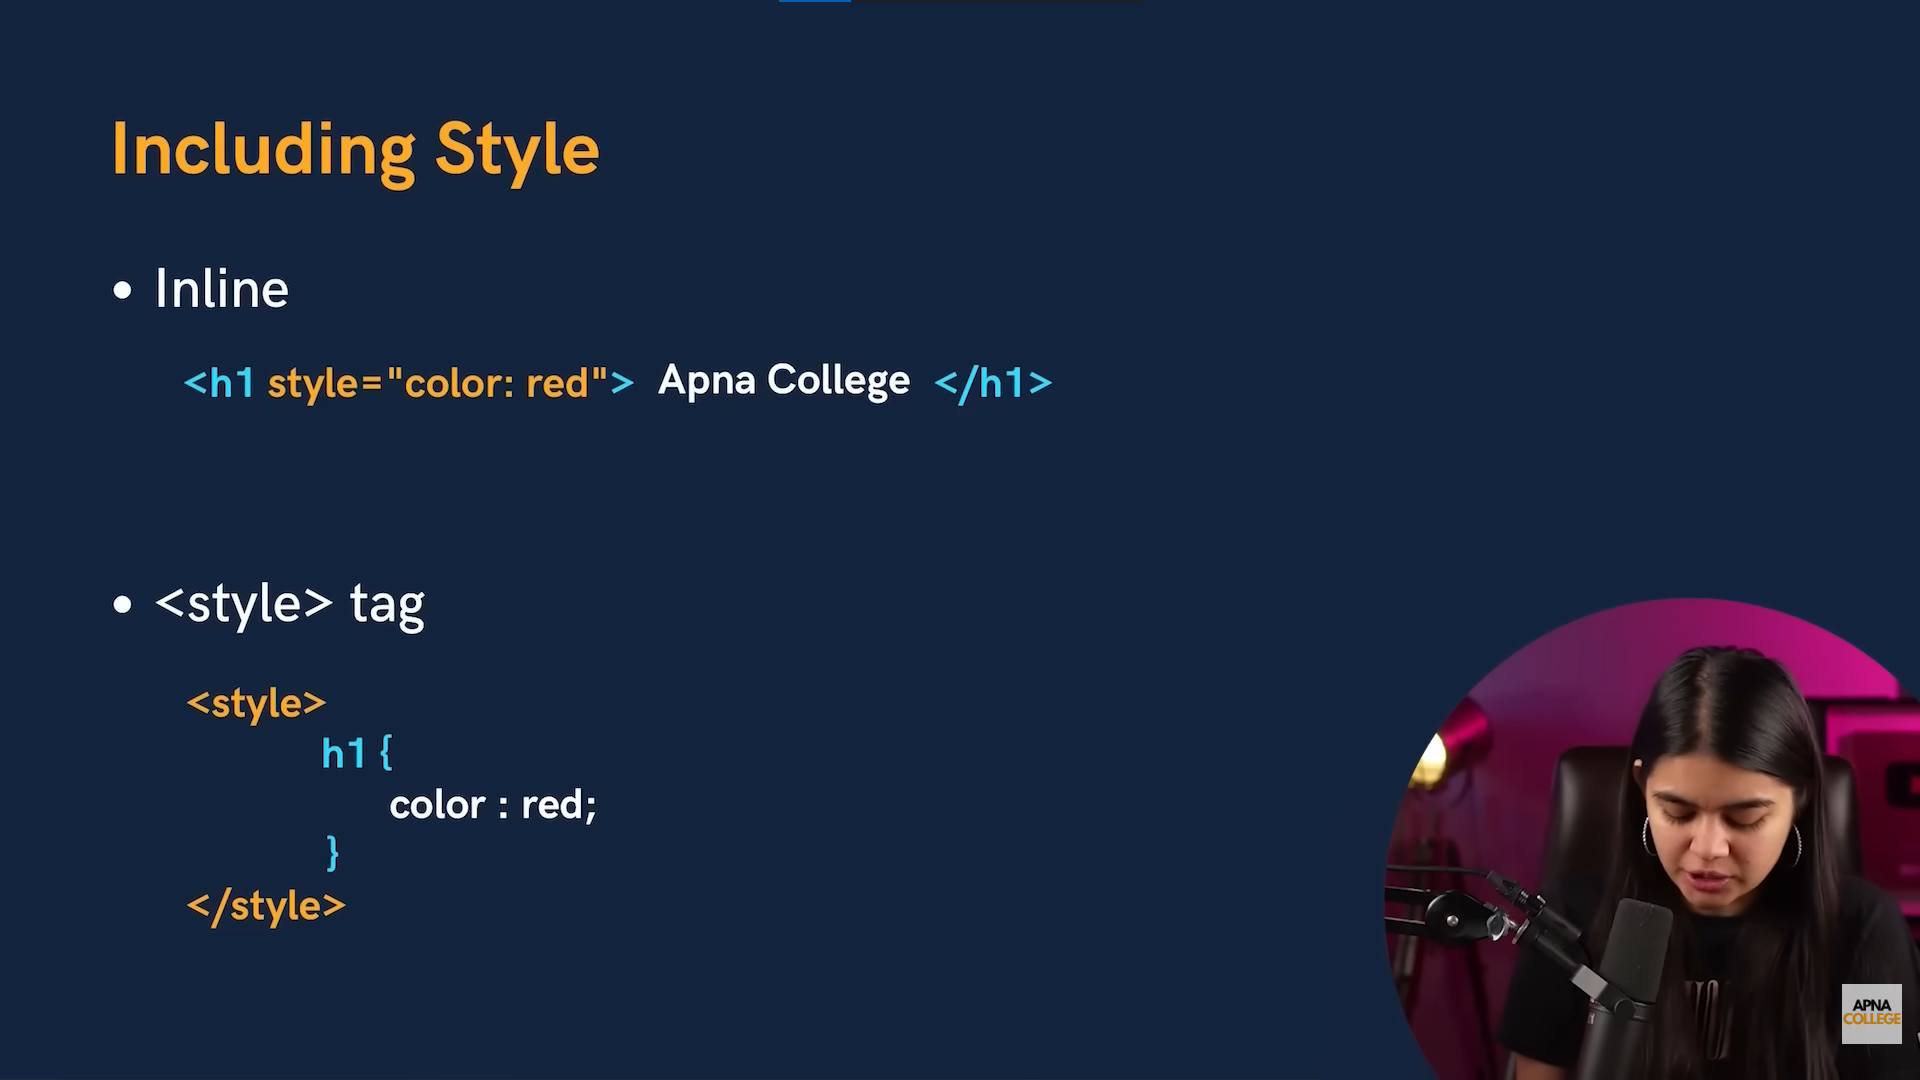 Including Style
• Inline
<h1 style="color: red"> Apna College </h1>
• <style> tag
<style>
h1 {
color : red;
}
</style>
APNA
COLLEGE